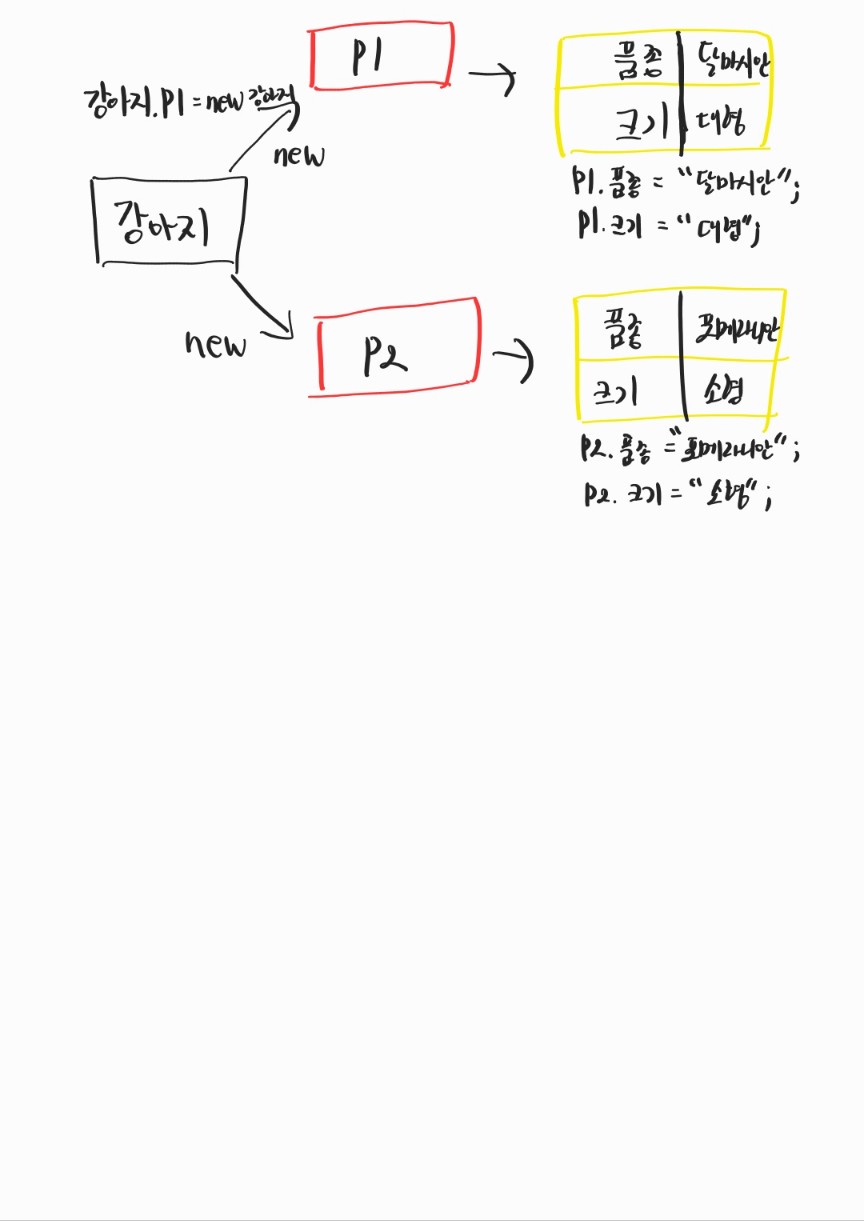 P1
품종 달마시안
크기 대형
강아지.P1 = new 강아지
new
P1.품종 = "달마시안";
P1.크기 = "대형";
강아지
new
P2
품종 포메라니안
크기 소형
P2.품종 = "포메라니안";
P2.크기 = "소형";